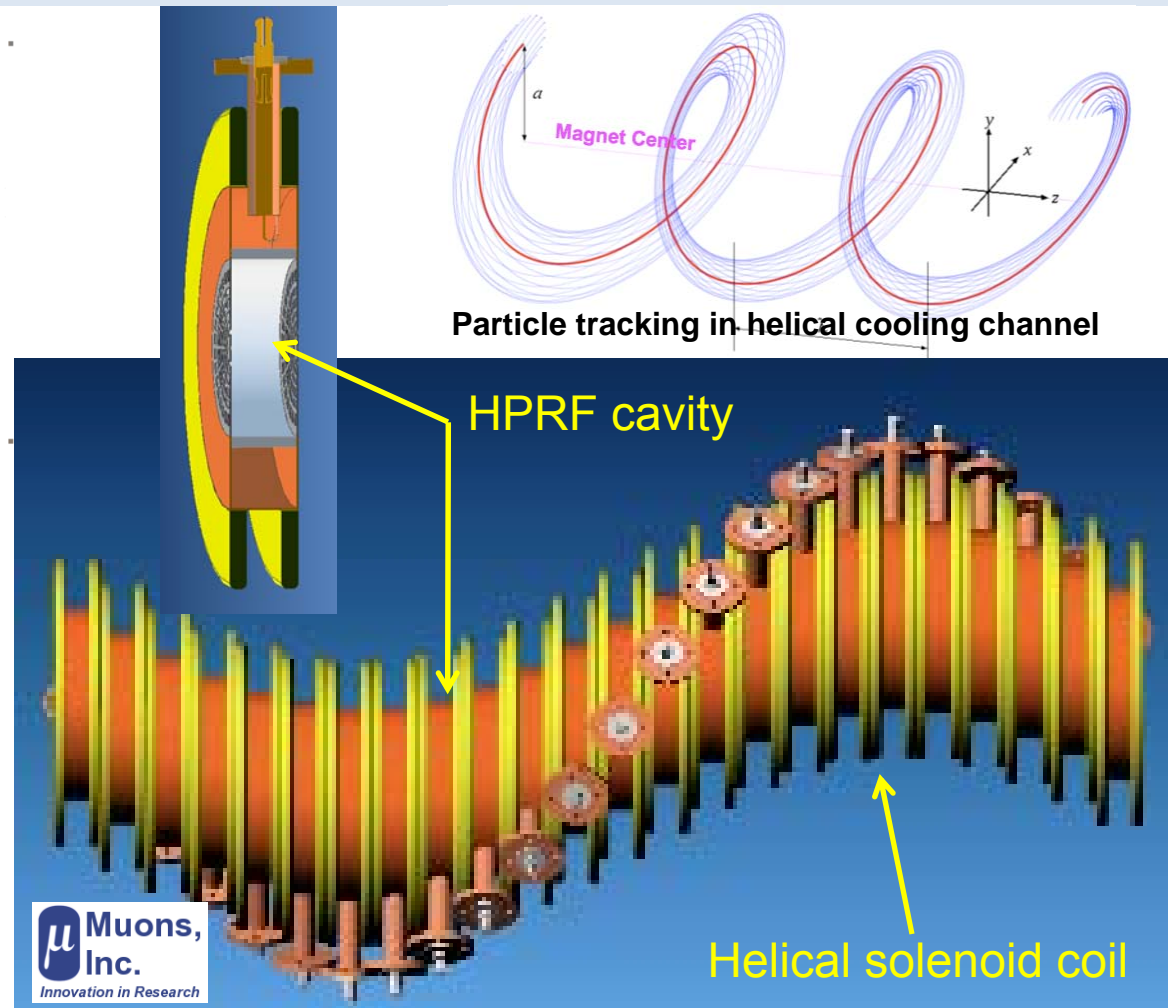 a
Magnet Center
y
x
z
Particle tracking in helical cooling channel
HPRF cavity
Helical solenoid coil
μ Muons,
Inc.
Innovation in Research